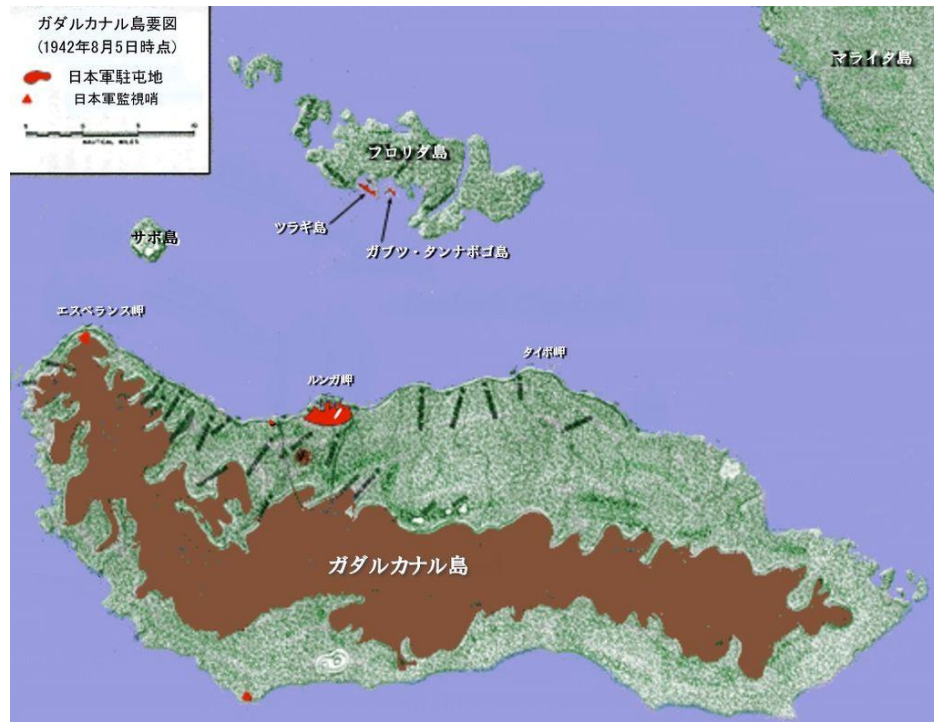 ガダルカナル島要図
(1942年8月5日時点)
日本軍駐屯地
日本軍監視哨
NAUTICAL MILES
マライタ島
フロリダ島
ツラギ島
ガブツ・タンナボゴ島
サボ島
エスペランス岬
タイボ岬
ルンガ岬
ガダルカナル島